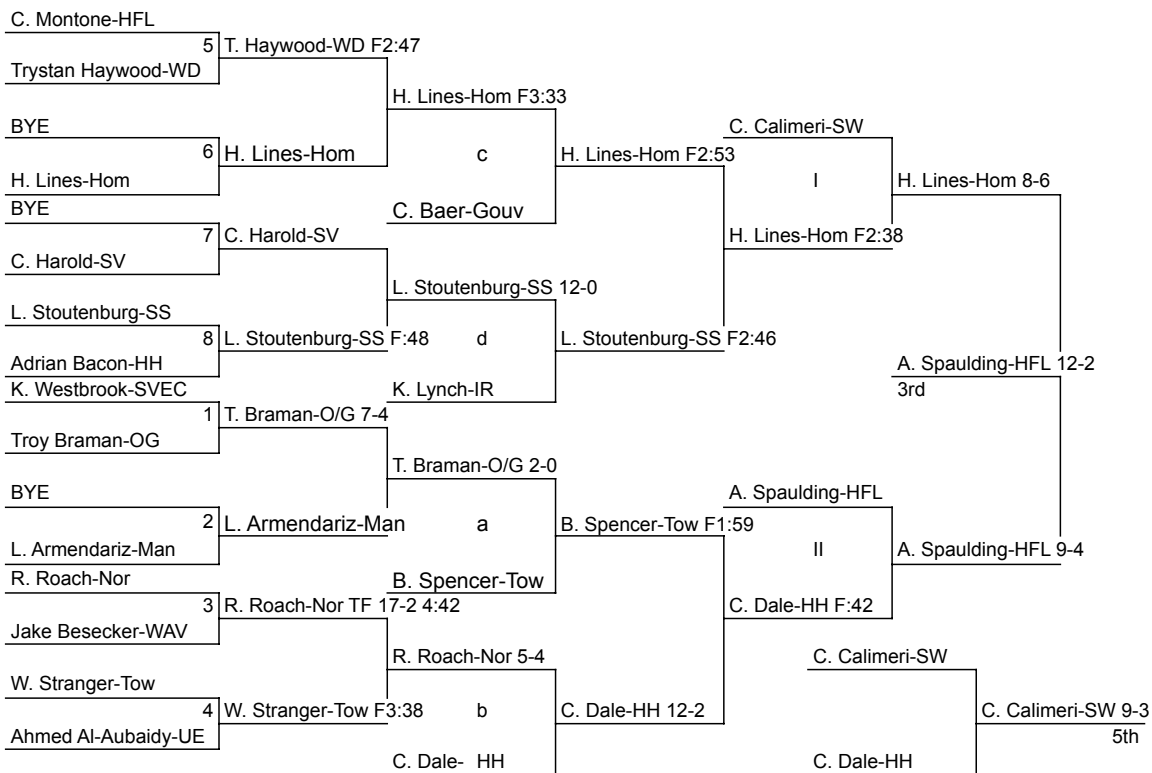 C. Montone-HFL
5 T. Haywood-WD F2:47
Trystan Haywood-WD
H. Lines-Hom F3:33
BYE
C. Calimeri-SW
6 H. Lines-Hom
c
H. Lines-Hom F2:53
H. Lines-Hom
I
H. Lines-Hom 8-6
BYE
C. Baer-Gouv
7 C. Harold-SV
H. Lines-Hom F2:38
C. Harold-SV
L. Stoutenburg-SS 12-0
L. Stoutenburg-SS
8 L. Stoutenburg-SS F:48
d
L. Stoutenburg-SS F2:46
Adrian Bacon-HH
A. Spaulding-HFL 12-2
K. Westbrook-SVEC
K. Lynch-IR
3rd
1 T. Braman-O/G 7-4
Troy Braman-OG
T. Braman-O/G 2-0
BYE
A. Spaulding-HFL
2 L. Armendariz-Man
a
B. Spencer-Tow F1:59
L. Armendariz-Man
II
A. Spaulding-HFL 9-4
R. Roach-Nor
B. Spencer-Tow
3 R. Roach-Nor TF 17-2 4:42
C. Dale-HH F:42
Jake Besecker-WAV
R. Roach-Nor 5-4
C. Calimeri-SW
W. Stranger-Tow
4 W. Stranger-Tow F3:38
b
C. Dale-HH 12-2
C. Calimeri-SW 9-3
Ahmed Al-Aubaidy-UE
5th
C. Dale- HH
C. Dale-HH